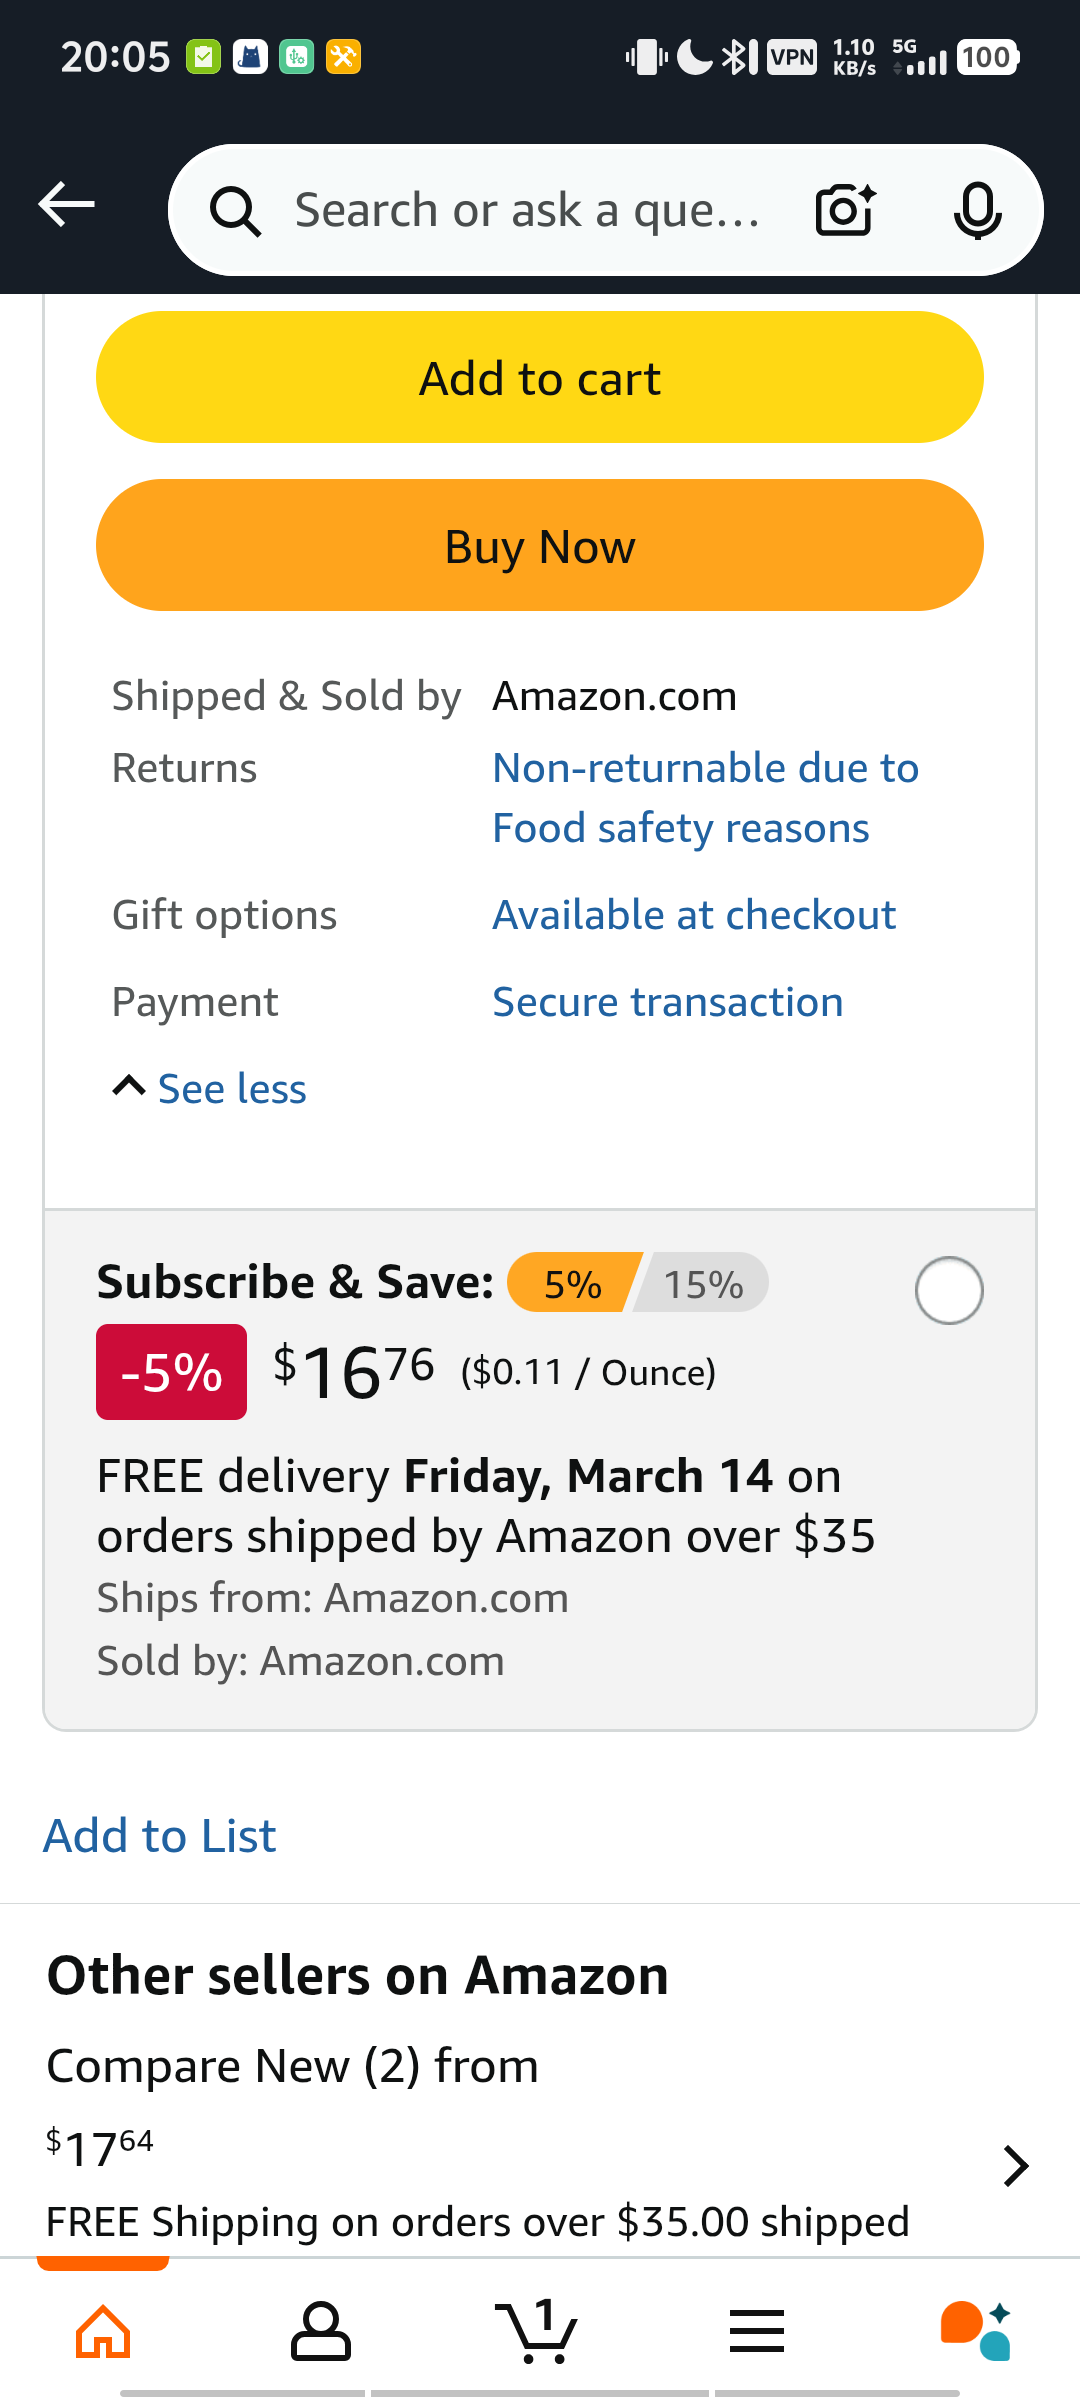 20:05
VPN
1.10 KB/s
5G
100
Search or ask a que...
Add to cart
Buy Now
Shipped & Sold by Amazon.com
Returns Non-returnable due to
Food safety reasons
Gift options Available at checkout
Payment Secure transaction
See less
Subscribe & Save: 5% 15%
-5% $16 76 ($0.11 / Ounce)
FREE delivery Friday, March 14 on
orders shipped by Amazon over $35
Ships from: Amazon.com
Sold by: Amazon.com
Add to List
Other sellers on Amazon
Compare New (2) from
$17 64
FREE Shipping on orders over $35.00 shipped
1